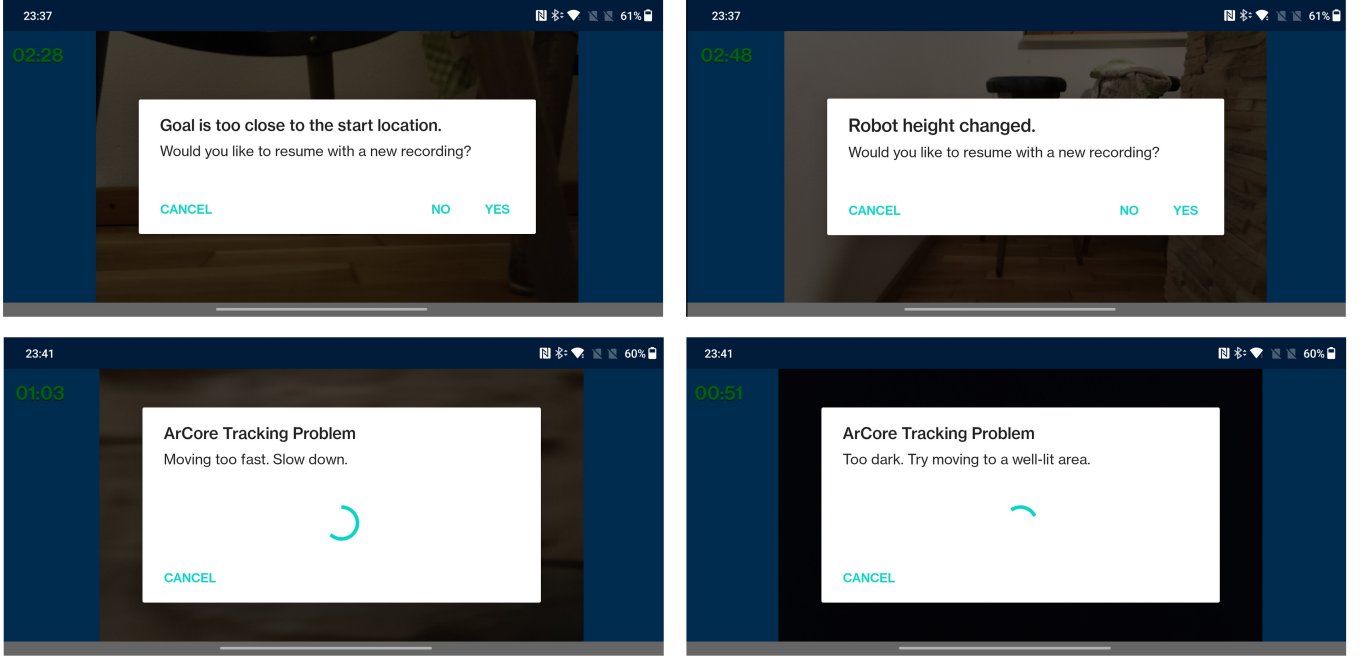 23:37
61%
02:28
Goal is too close to the start location.
Would you like to resume with a new recording?
CANCEL NO YES
23:37
61%
02:48
Robot height changed.
Would you like to resume with a new recording?
CANCEL NO YES
23:41
60%
01:03
ArCore Tracking Problem
Moving too fast. Slow down.
CANCEL
23:41
60%
00:51
ArCore Tracking Problem
Too dark. Try moving to a well-lit area.
CANCEL